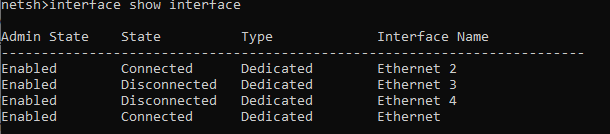 netsh>interface show interface
Admin State    State          Type             Interface Name
-------------------------------------------------------------------------
Enabled        Connected      Dedicated        Ethernet 2
Enabled        Disconnected   Dedicated        Ethernet 3
Enabled        Disconnected   Dedicated        Ethernet 4
Enabled        Connected      Dedicated        Ethernet